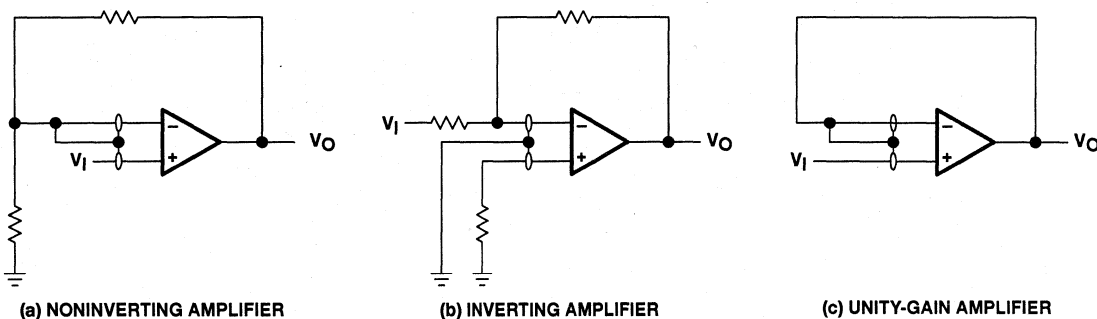 − + VI VO
VI − + VO
− + VI VO
(a) NONINVERTING AMPLIFIER
(b) INVERTING AMPLIFIER
(c) UNITY-GAIN AMPLIFIER